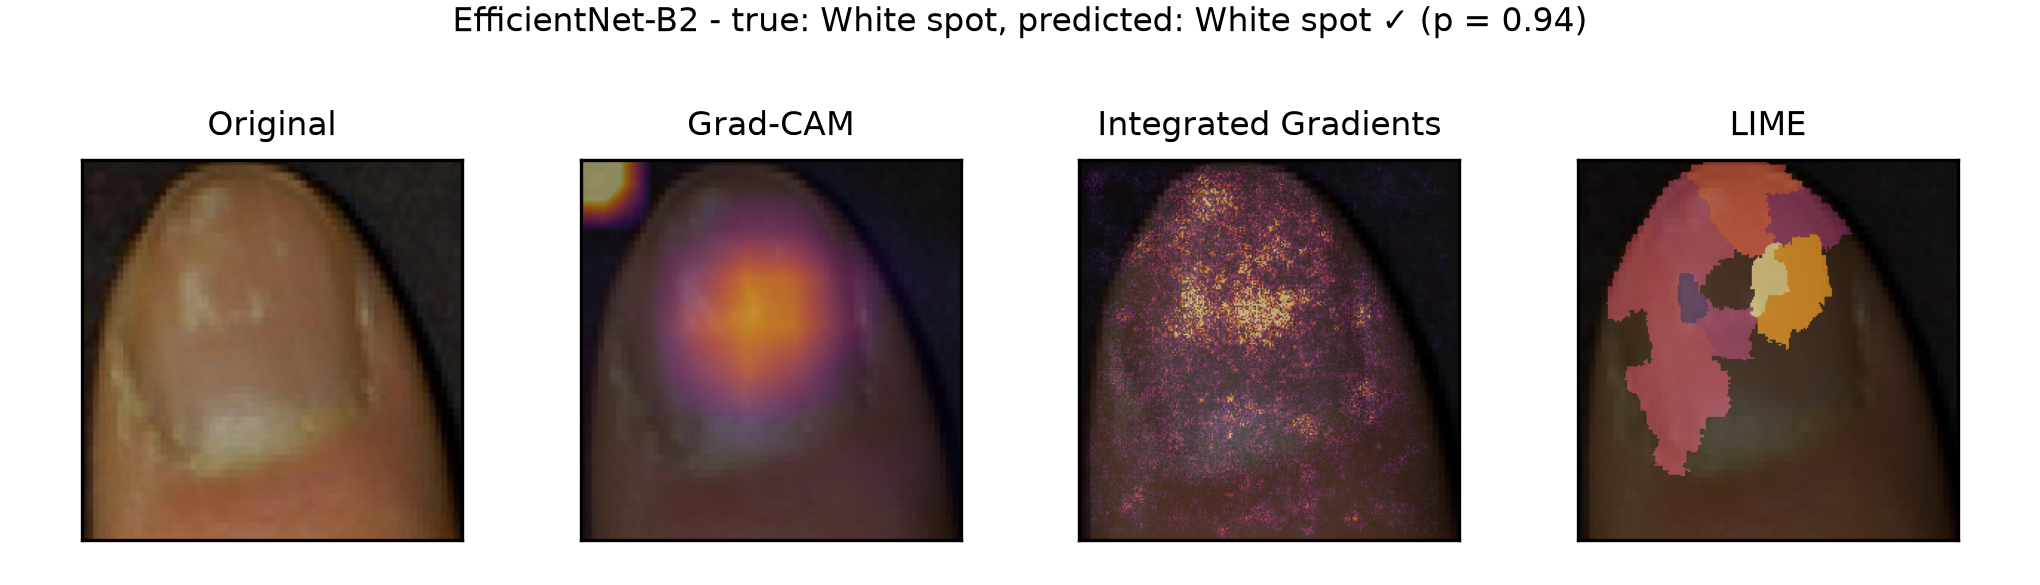 EfficientNet-B2 - true: White spot, predicted: White spot ✓ (p = 0.94)
Original
Grad-CAM
Integrated Gradients
LIME